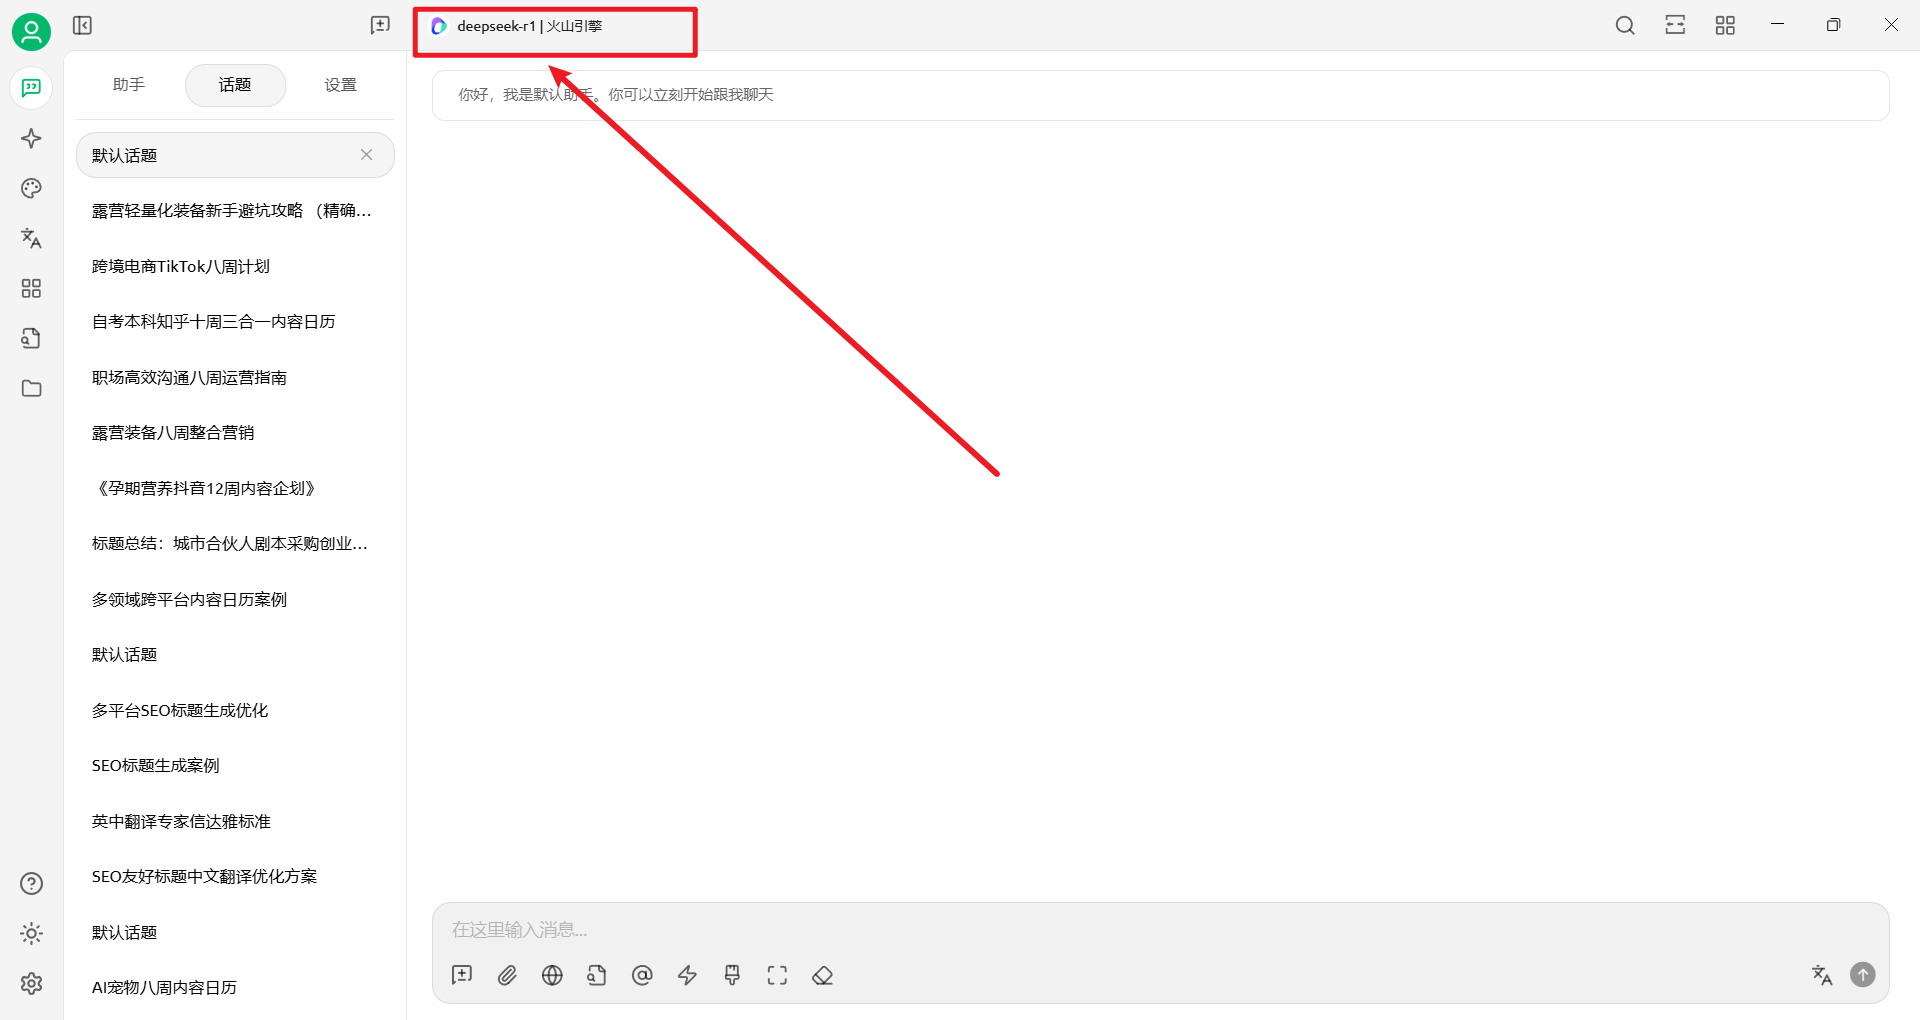 deepseek-r1 | 火山引擎
助手
话题
设置
你好，我是默认助手。你可以立刻开始跟我聊天
默认话题
露营轻量化装备新手避坑攻略 （精确...
跨境电商TikTok八周计划
自考本科知乎十周三合一内容日历
职场高效沟通八周运营指南
露营装备八周整合营销
《孕期营养抖音12周内容企划》
标题总结：城市合伙人剧本采购创业...
多领域跨平台内容日历案例
默认话题
多平台SEO标题生成优化
SEO标题生成案例
英中翻译专家信达雅标准
SEO友好标题中文翻译优化方案
默认话题
AI宠物八周内容日历
在这里输入消息...